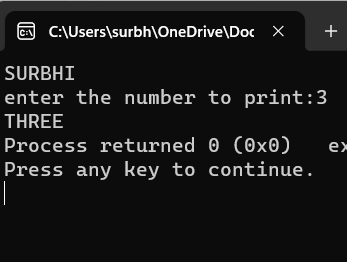 C:\Users\surbh\OneDrive\Doc
SURBHI
enter the number to print:3
THREE
Process returned 0 (0x0)   ex
Press any key to continue.